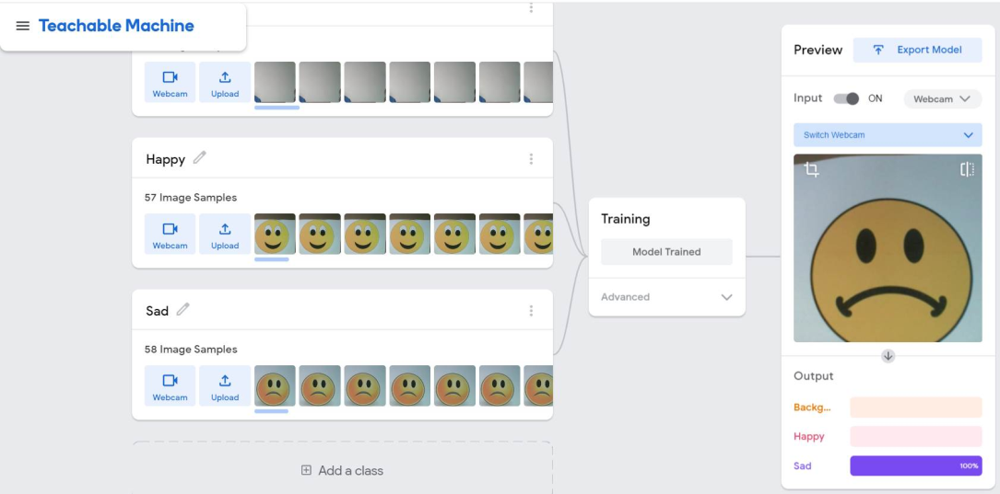 Teachable Machine
Webcam
Upload
Happy
57 Image Samples
Webcam
Upload
Sad
58 Image Samples
Webcam
Upload
Add a class
Training
Model Trained
Advanced
Preview
Export Model
Input ON Webcam
Switch Webcam
Output
Backg...
Happy
Sad 100%